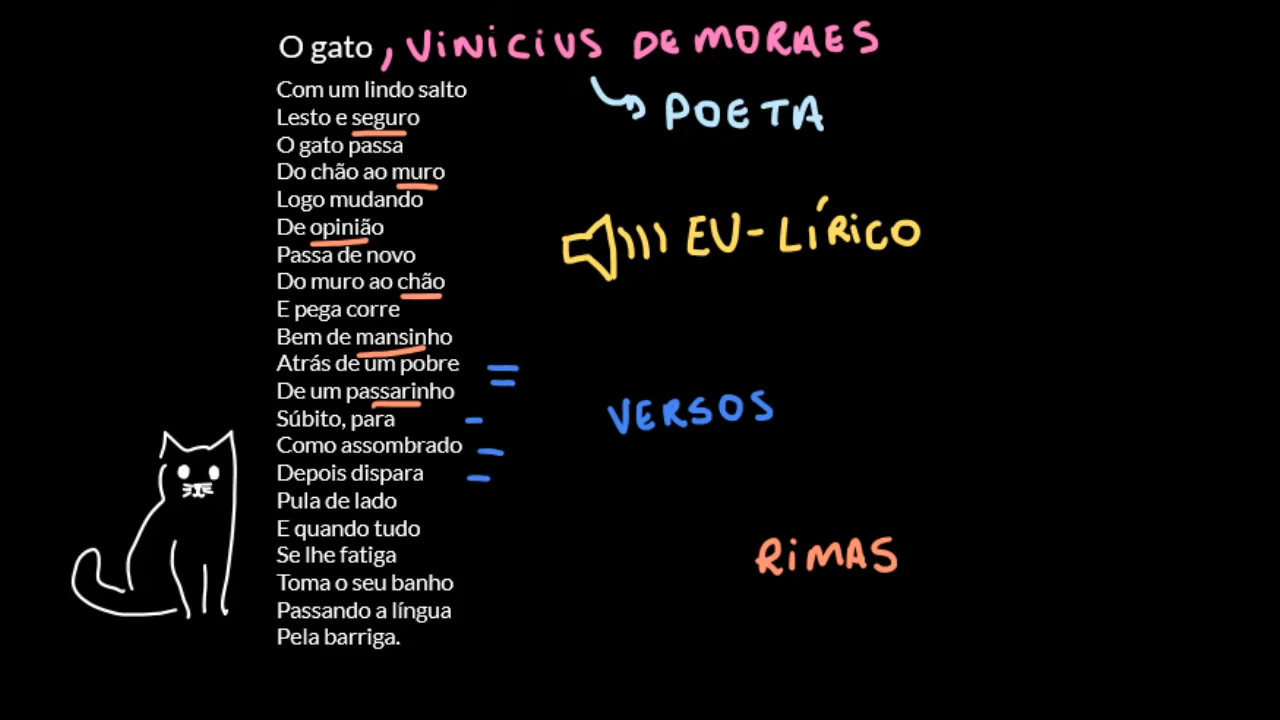 O gato, VINICIUS DE MORAES
POETA
Com um lindo salto
Lesto e seguro
O gato passa
Do chão ao muro
Logo mudando
De opinião
Passa de novo
Do muro ao chão
E pega corre
Bem de mansinho
Atrás de um pobre
De um passarinho
Súbito, para
Como assombrado
Depois dispara
Pula de lado
E quando tudo
Se lhe fatiga
Toma o seu banho
Passando a língua
Pela barriga.
EU-LÍRICO
VERSOS
RIMAS